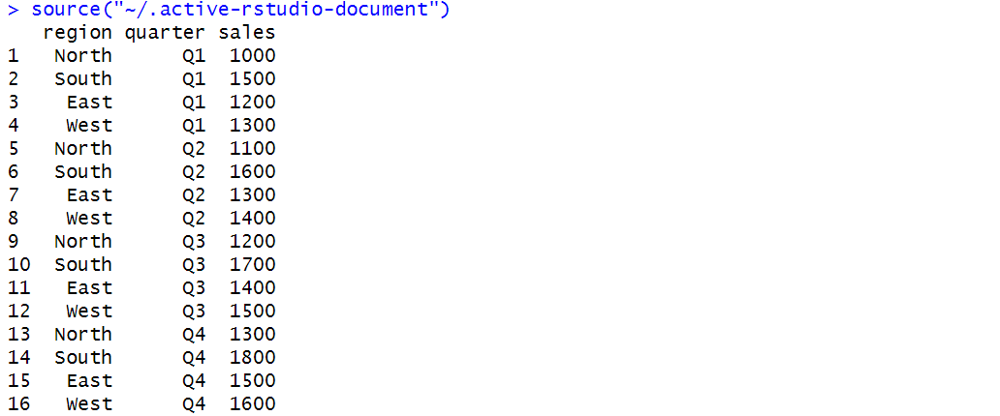 > source("~/.active-rstudio-document")
   region quarter sales
1   North      Q1  1000
2   South      Q1  1500
3    East      Q1  1200
4    West      Q1  1300
5   North      Q2  1100
6   South      Q2  1600
7    East      Q2  1300
8    West      Q2  1400
9   North      Q3  1200
10  South      Q3  1700
11   East      Q3  1400
12   West      Q3  1500
13  North      Q4  1300
14  South      Q4  1800
15   East      Q4  1500
16   West      Q4  1600